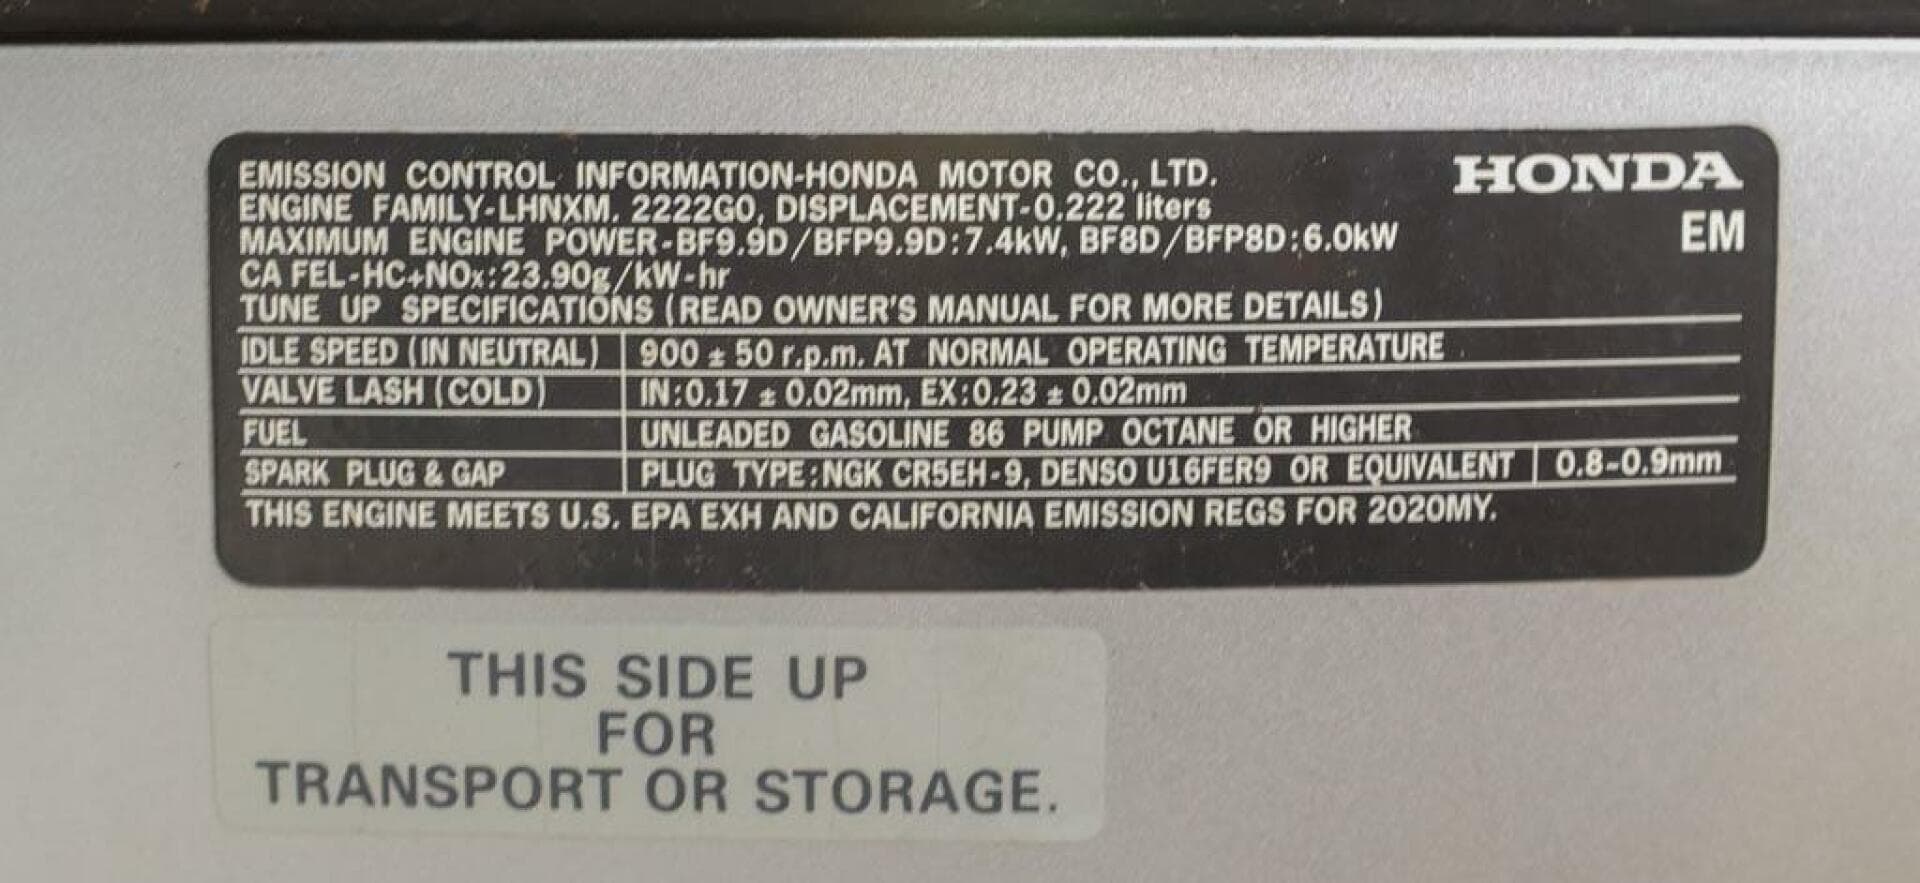 EMISSION CONTROL INFORMATION-HONDA MOTOR CO., LTD.
HONDA
ENGINE FAMILY-LHNXM. 2222G0, DISPLACEMENT-0.222 liters
EM
MAXIMUM ENGINE POWER-BF9.9D/BFP9.9D:7.4kW, BF8D/BFP8D:6.0kW
CA FEL-HC+NOx:23.90g/kW-hr
TUNE UP SPECIFICATIONS (READ OWNER'S MANUAL FOR MORE DETAILS)
IDLE SPEED (IN NEUTRAL) 900 ± 50 r.p.m. AT NORMAL OPERATING TEMPERATURE
VALVE LASH (COLD) IN:0.17 ± 0.02mm, EX:0.23 ± 0.02mm
FUEL UNLEADED GASOLINE 86 PUMP OCTANE OR HIGHER
SPARK PLUG & GAP PLUG TYPE:NGK CR5EH-9, DENSO U16FER9 OR EQUIVALENT 0.8-0.9mm
THIS ENGINE MEETS U.S. EPA EXH AND CALIFORNIA EMISSION REGS FOR 2020MY.
THIS SIDE UP
FOR
TRANSPORT OR STORAGE.